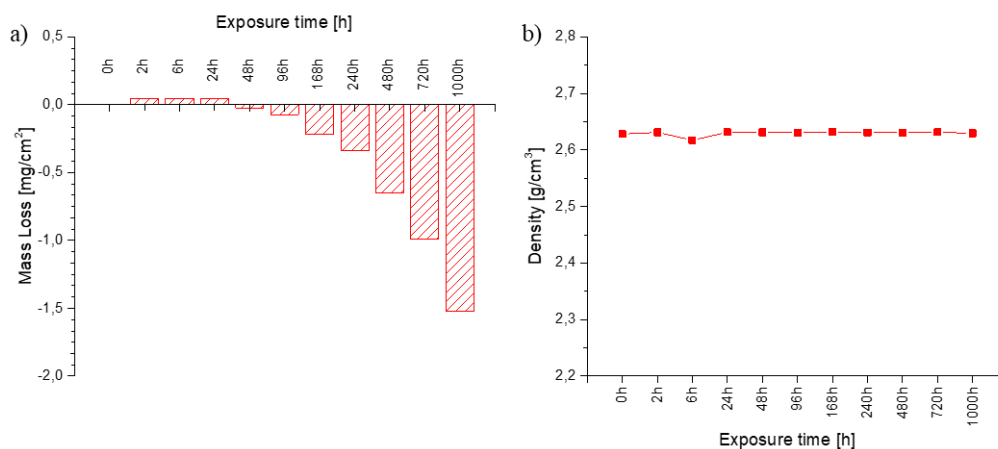 a)
Exposure time [h]
0h 2h 6h 24h 48h 96h 168h 240h 480h 720h 1000h
0,5
0,0
-0,5
-1,0
-1,5
-2,0
Mass Loss [mg/cm²]
b)
2,8
2,7
2,6
2,5
2,4
2,3
2,2
Density [g/cm³]
0h 2h 6h 24h 48h 96h 168h 240h 480h 720h 1000h
Exposure time [h]